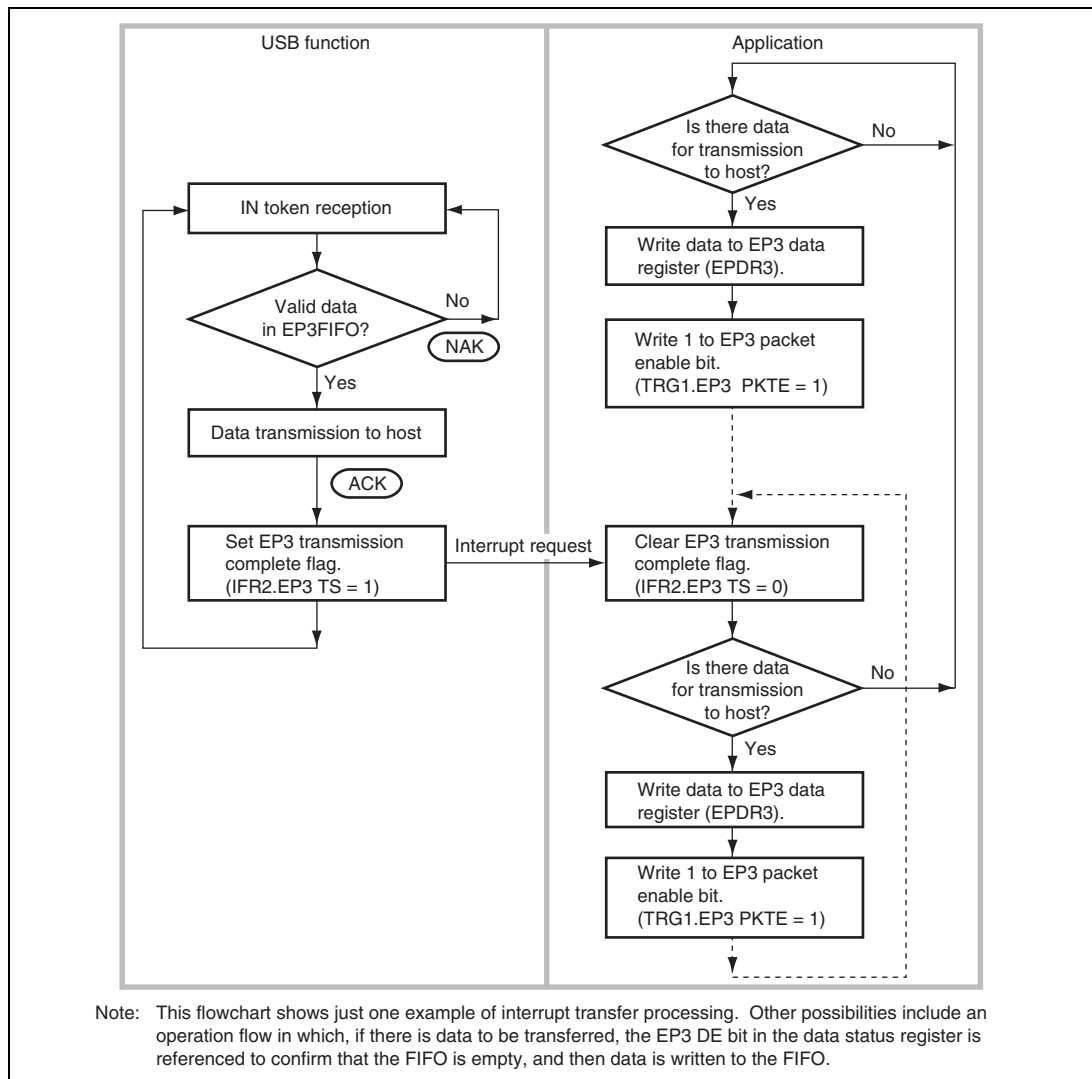 USB function
IN token reception
Valid data
in EP3FIFO?
No
NAK
Yes
Data transmission to host
ACK
Set EP3 transmission
complete flag.
(IFR2.EP3 TS = 1)
Interrupt request
Application
Is there data
for transmission
to host?
No
Yes
Write data to EP3 data
register (EPDR3).
Write 1 to EP3 packet
enable bit.
(TRG1.EP3 PKTE = 1)
Clear EP3 transmission
complete flag.
(IFR2.EP3 TS = 0)
Is there data
for transmission
to host?
No
Yes
Write data to EP3 data
register (EPDR3).
Write 1 to EP3 packet
enable bit.
(TRG1.EP3 PKTE = 1)
Note: This flowchart shows just one example of interrupt transfer processing. Other possibilities include an
operation flow in which, if there is data to be transferred, the EP3 DE bit in the data status register is
referenced to confirm that the FIFO is empty, and then data is written to the FIFO.